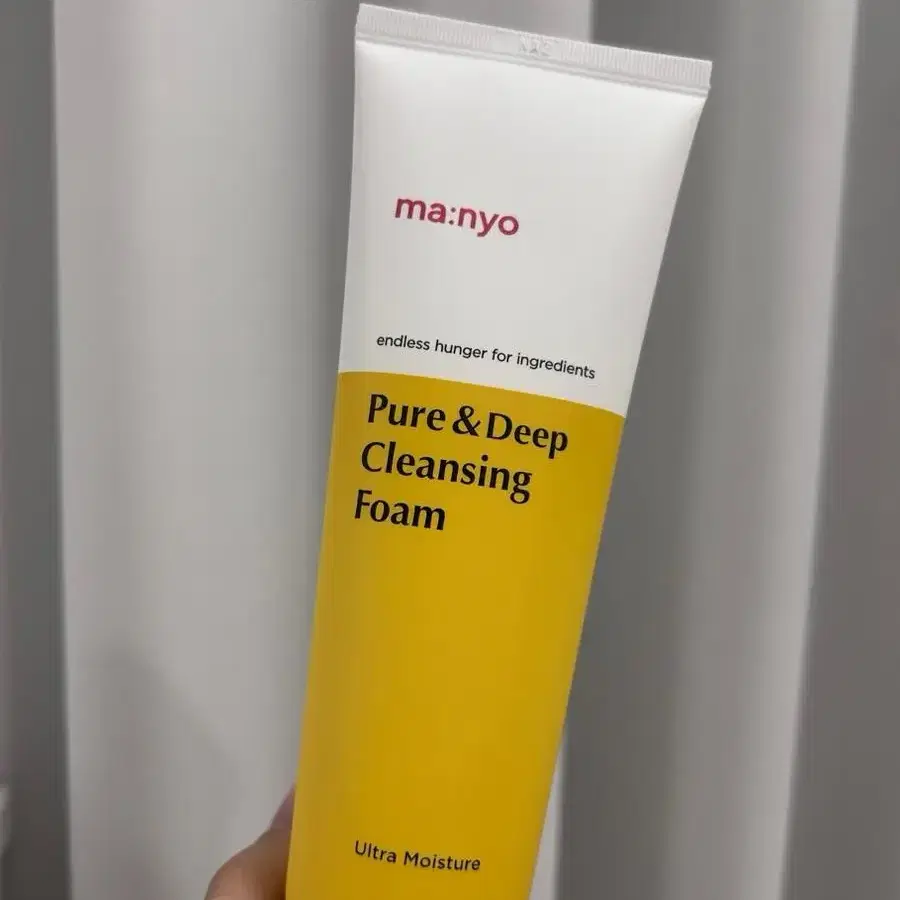 ma:nyo
endless hunger for ingredients
Pure & Deep
Cleansing
Foam
Ultra Moisture